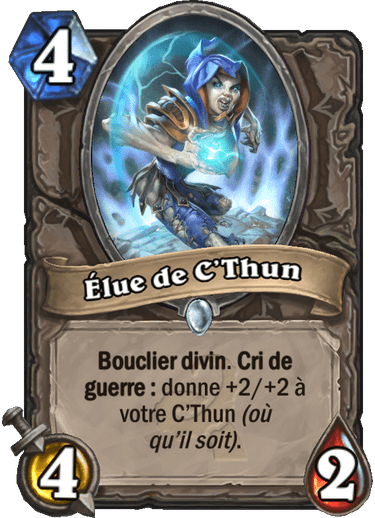 4
Élue de C'Thun
Bouclier divin. Cri de
guerre : donne +2/+2 à
votre C'Thun (où
qu'il soit).
4
2